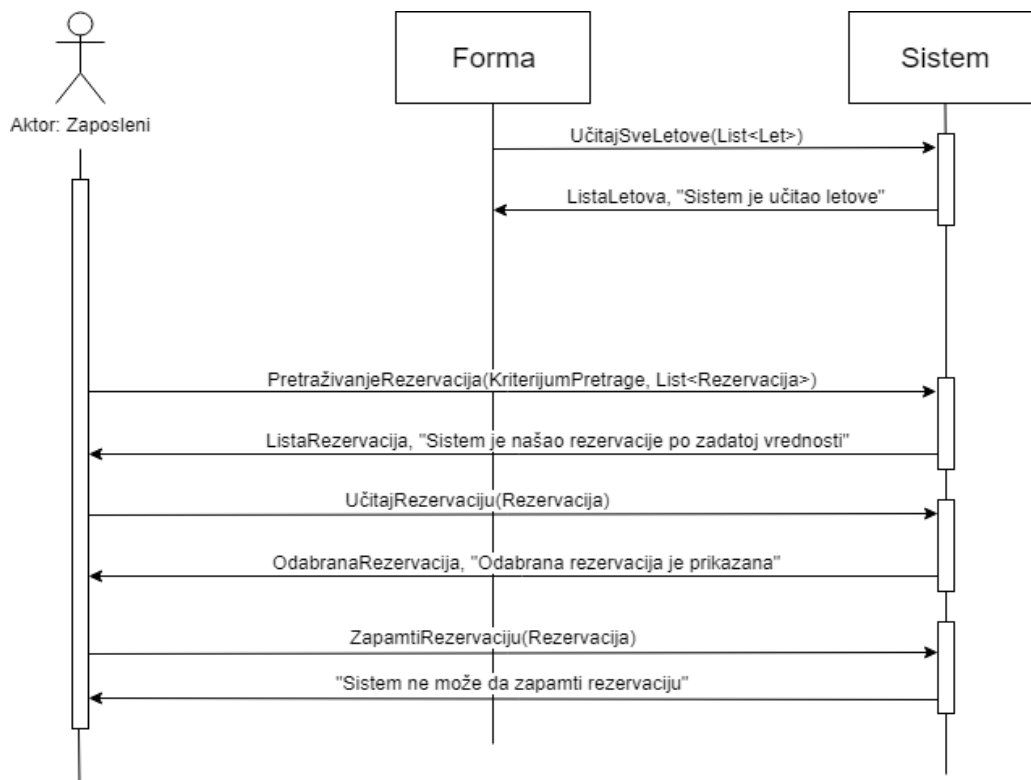 Forma
Sistem
Aktor: Zaposleni
UčitajSveLetove(List<Let>)
ListaLetova, "Sistem je učitao letove"
PretraživanjeRezervacija(KriterijumPretrage, List<Rezervacija>)
ListaRezervacija, "Sistem je našao rezervacije po zadatoj vrednosti"
UčitajRezervaciju(Rezervacija)
OdabranaRezervacija, "Odabrana rezervacija je prikazana"
ZapamtiRezervaciju(Rezervacija)
"Sistem ne može da zapamti rezervaciju"